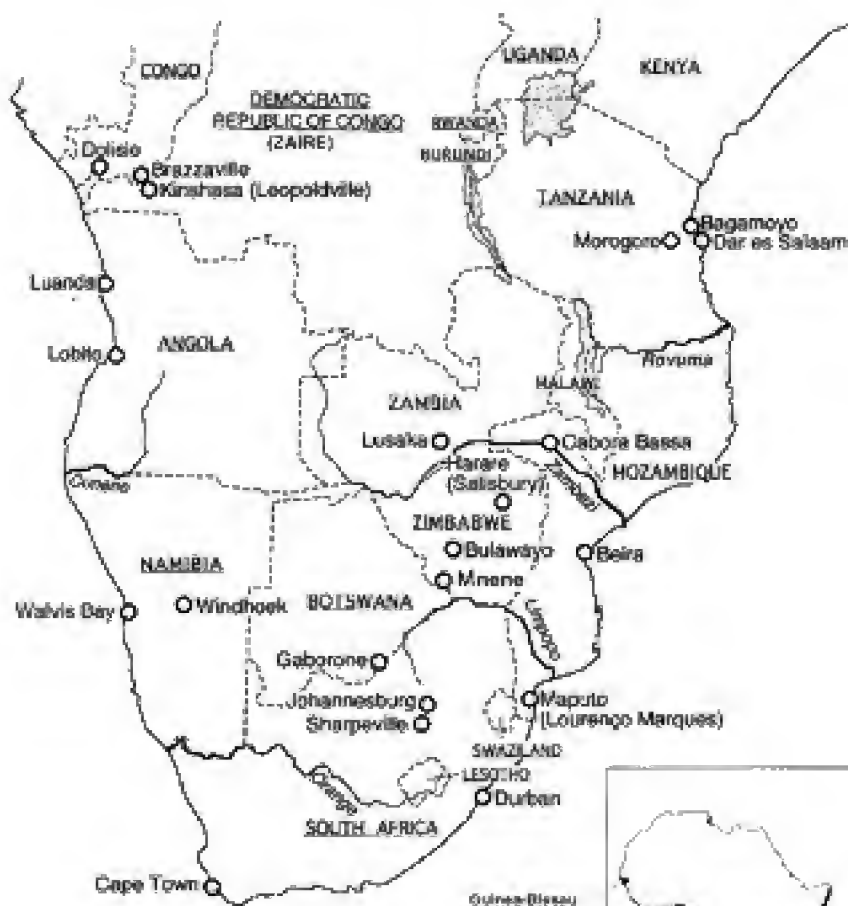 UGANDA
CONGO
KENYA
DEMOCRATIC
REPUBLIC OF CONGO
(ZAIRE)
RWANDA
Dolisie
Brazzaville
BURUNDI
Kinshasa (Leopoldville)
TANZANIA
Bagamoyo
Morogoro
Dar es Salaam
Luanda
ANGOLA
Lobito
Rovuma
MALAWI
ZAMBIA
Lusaka
Cabora Bassa
Harare
(Salisbury)
MOZAMBIQUE
Zambezi
Cunene
ZIMBABWE
Bulawayo
Beira
NAMIBIA
Mnene
Windhoek
BOTSWANA
Walvis Bay
Limpopo
Gaborone
Johannesburg
Maputo
Sharpeville
(Lourenço Marques)
SWAZILAND
LESOTHO
Orange
Durban
SOUTH AFRICA
Cape Town
Guinea-Bissau